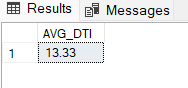 Results Messages
AVG_DTI
1 13.33